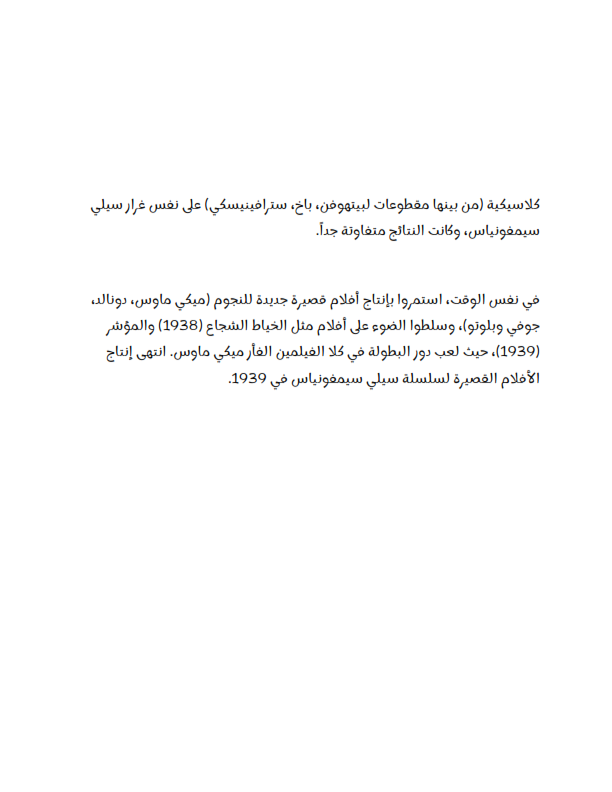 كلاسيكية (من بينها مقطوعات لبيتهوفن، باخ، سترافينيسكي) على نفس غرار سيلي
سيمفونياس، وكانت النتائج متفاوتة جداً.
في نفس الوقت، استمروا بإنتاج أفلام قصيرة جديدة للنجوم (ميكي ماوس، دونالد،
جوفي وبلوتو)، وسلطوا الضوء على أفلام مثل الخياط الشجاع (1938) والمؤشر
(1939)، حيث لعب دور البطولة في كلا الفيلمين الفأر ميكي ماوس. انتهى إنتاج
الأفلام القصيرة لسلسلة سيلي سيمفونياس في 1939.